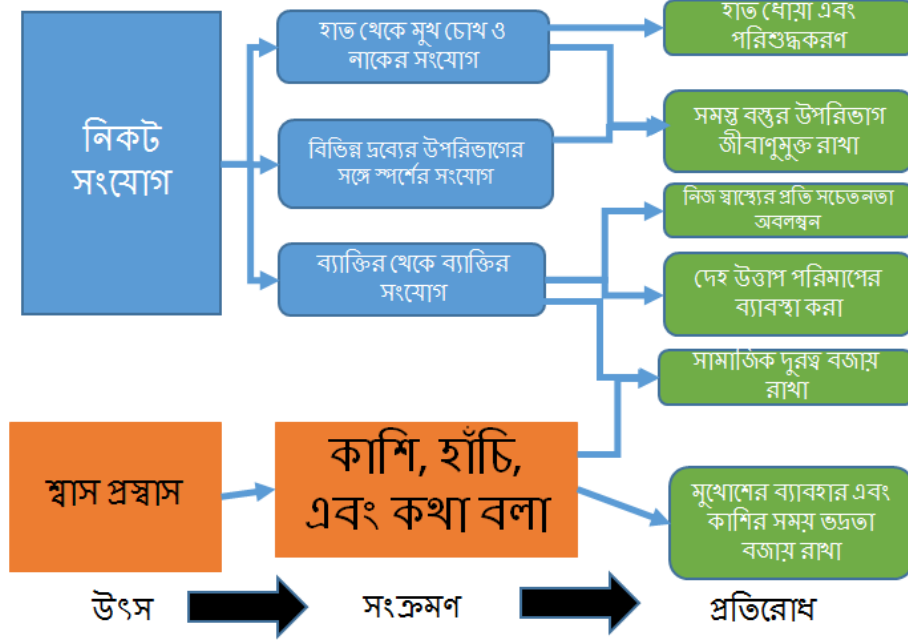 নিকট
সংযোগ
হাত থেকে মুখ চোখ ও
নাকের সংযোগ
বিভিন্ন দ্রব্যের উপরিভাগের
সঙ্গে স্পর্শের সংযোগ
ব্যাক্তির থেকে ব্যাক্তির
সংযোগ
হাত ধোয়া এবং
পরিশুদ্ধকরণ
সমস্ত বস্তুর উপরিভাগ
জীবাণুমুক্ত রাখা
নিজ স্বাস্থ্যের প্রতি সচেতনতা
অবলম্বন
দেহ উত্তাপ পরিমাপের
ব্যাবস্থা করা
সামাজিক দুরত্ব বজায়
রাখা
শ্বাস প্রস্বাস
কাশি, হাঁচি,
এবং কথা বলা
মুখোশের ব্যাবহার এবং
কাশির সময় ভদ্রতা
বজায় রাখা
উৎস
সংক্রমণ
প্রতিরোধ